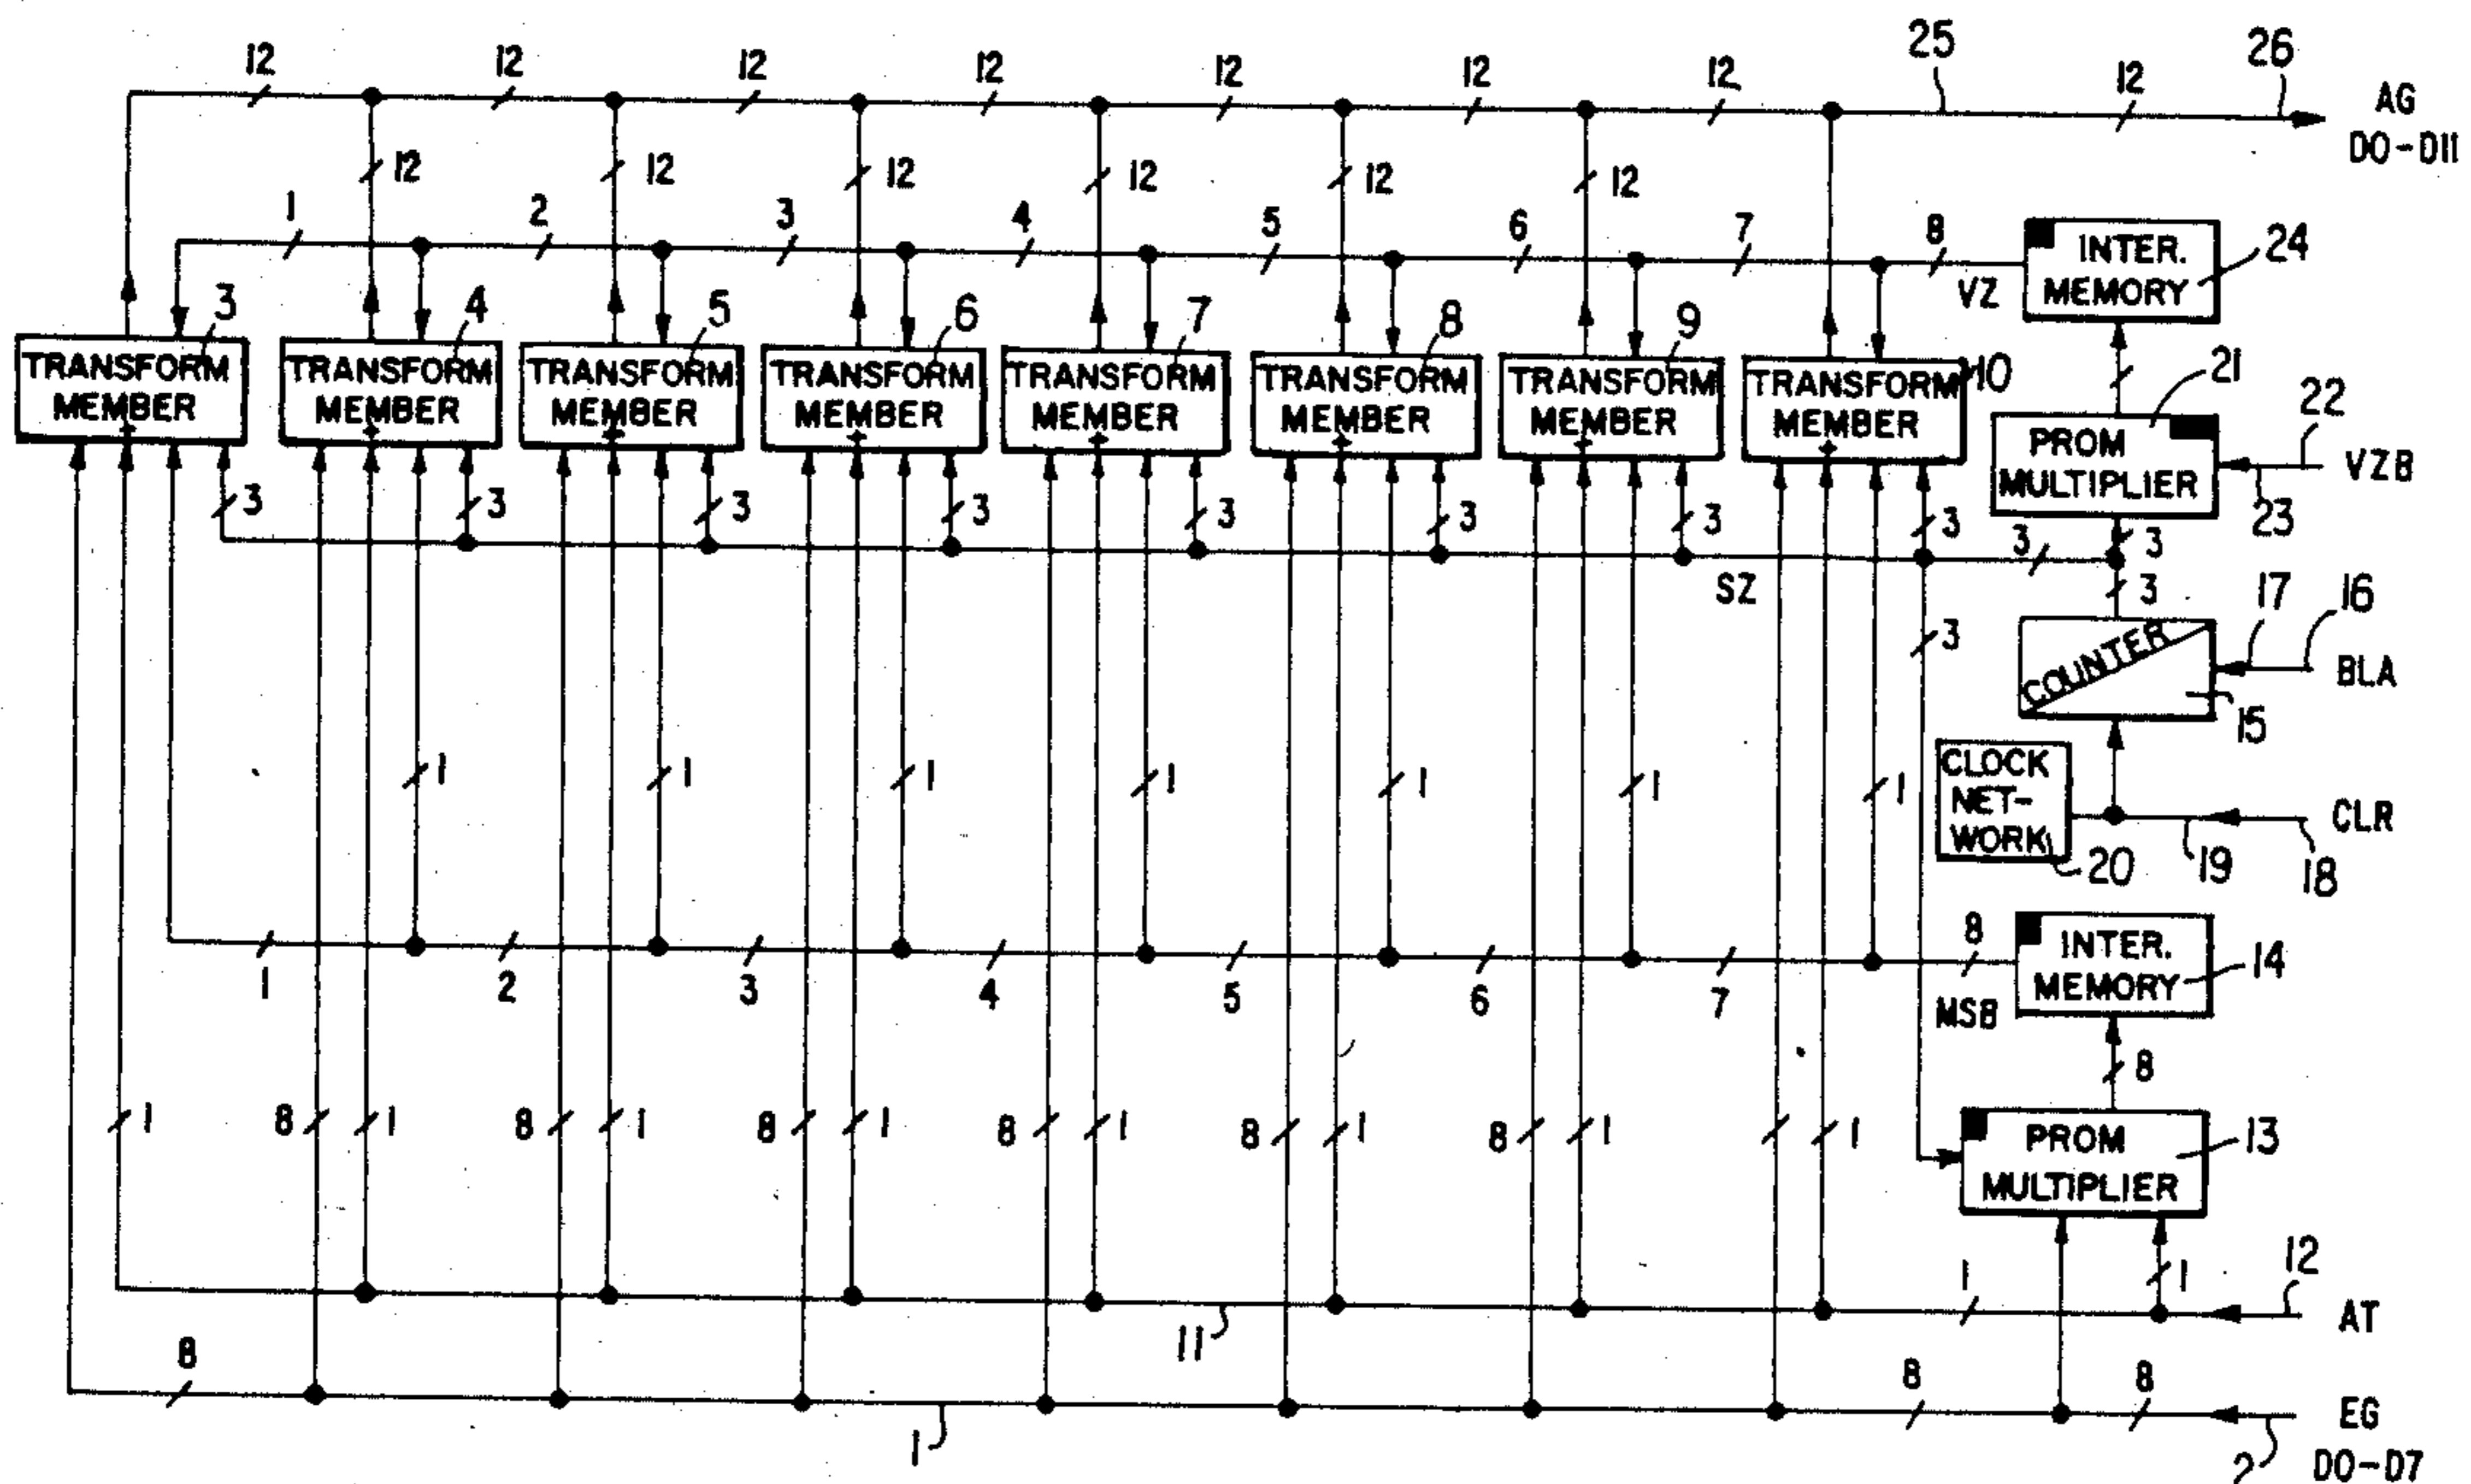 12 12 12 12 12 12 12 25 12 26 AG
DO-D11
12 12 12 12 12 12
1 2 3 4 5 6 7 8
VZ
INTER.
MEMORY
24
3 4 5 6 7 8 9 10
TRANSFORM
MEMBER
TRANSFORM
MEMBER
TRANSFORM
MEMBER
TRANSFORM
MEMBER
TRANSFORM
MEMBER
TRANSFORM
MEMBER
TRANSFORM
MEMBER
TRANSFORM
MEMBER
21
PROM
MULTIPLIER
22
VZB
23
3 3 3 3 3 3 3 3 3 3
SZ
3
3
17 16
COUNTER
BLA
15
1 1 1 1 1 1 1
CLOCK
NET-
WORK
20
CLR
19 18
8
INTER.
MEMORY
14
1 2 3 4 5 6 7
MSB
8
1 8 1 8 1 8 1 8 1 8 1 8 1 1
PROM
MULTIPLIER
13
1 1 12
AT
11
8 8 8
EG
DO-D7
1 2